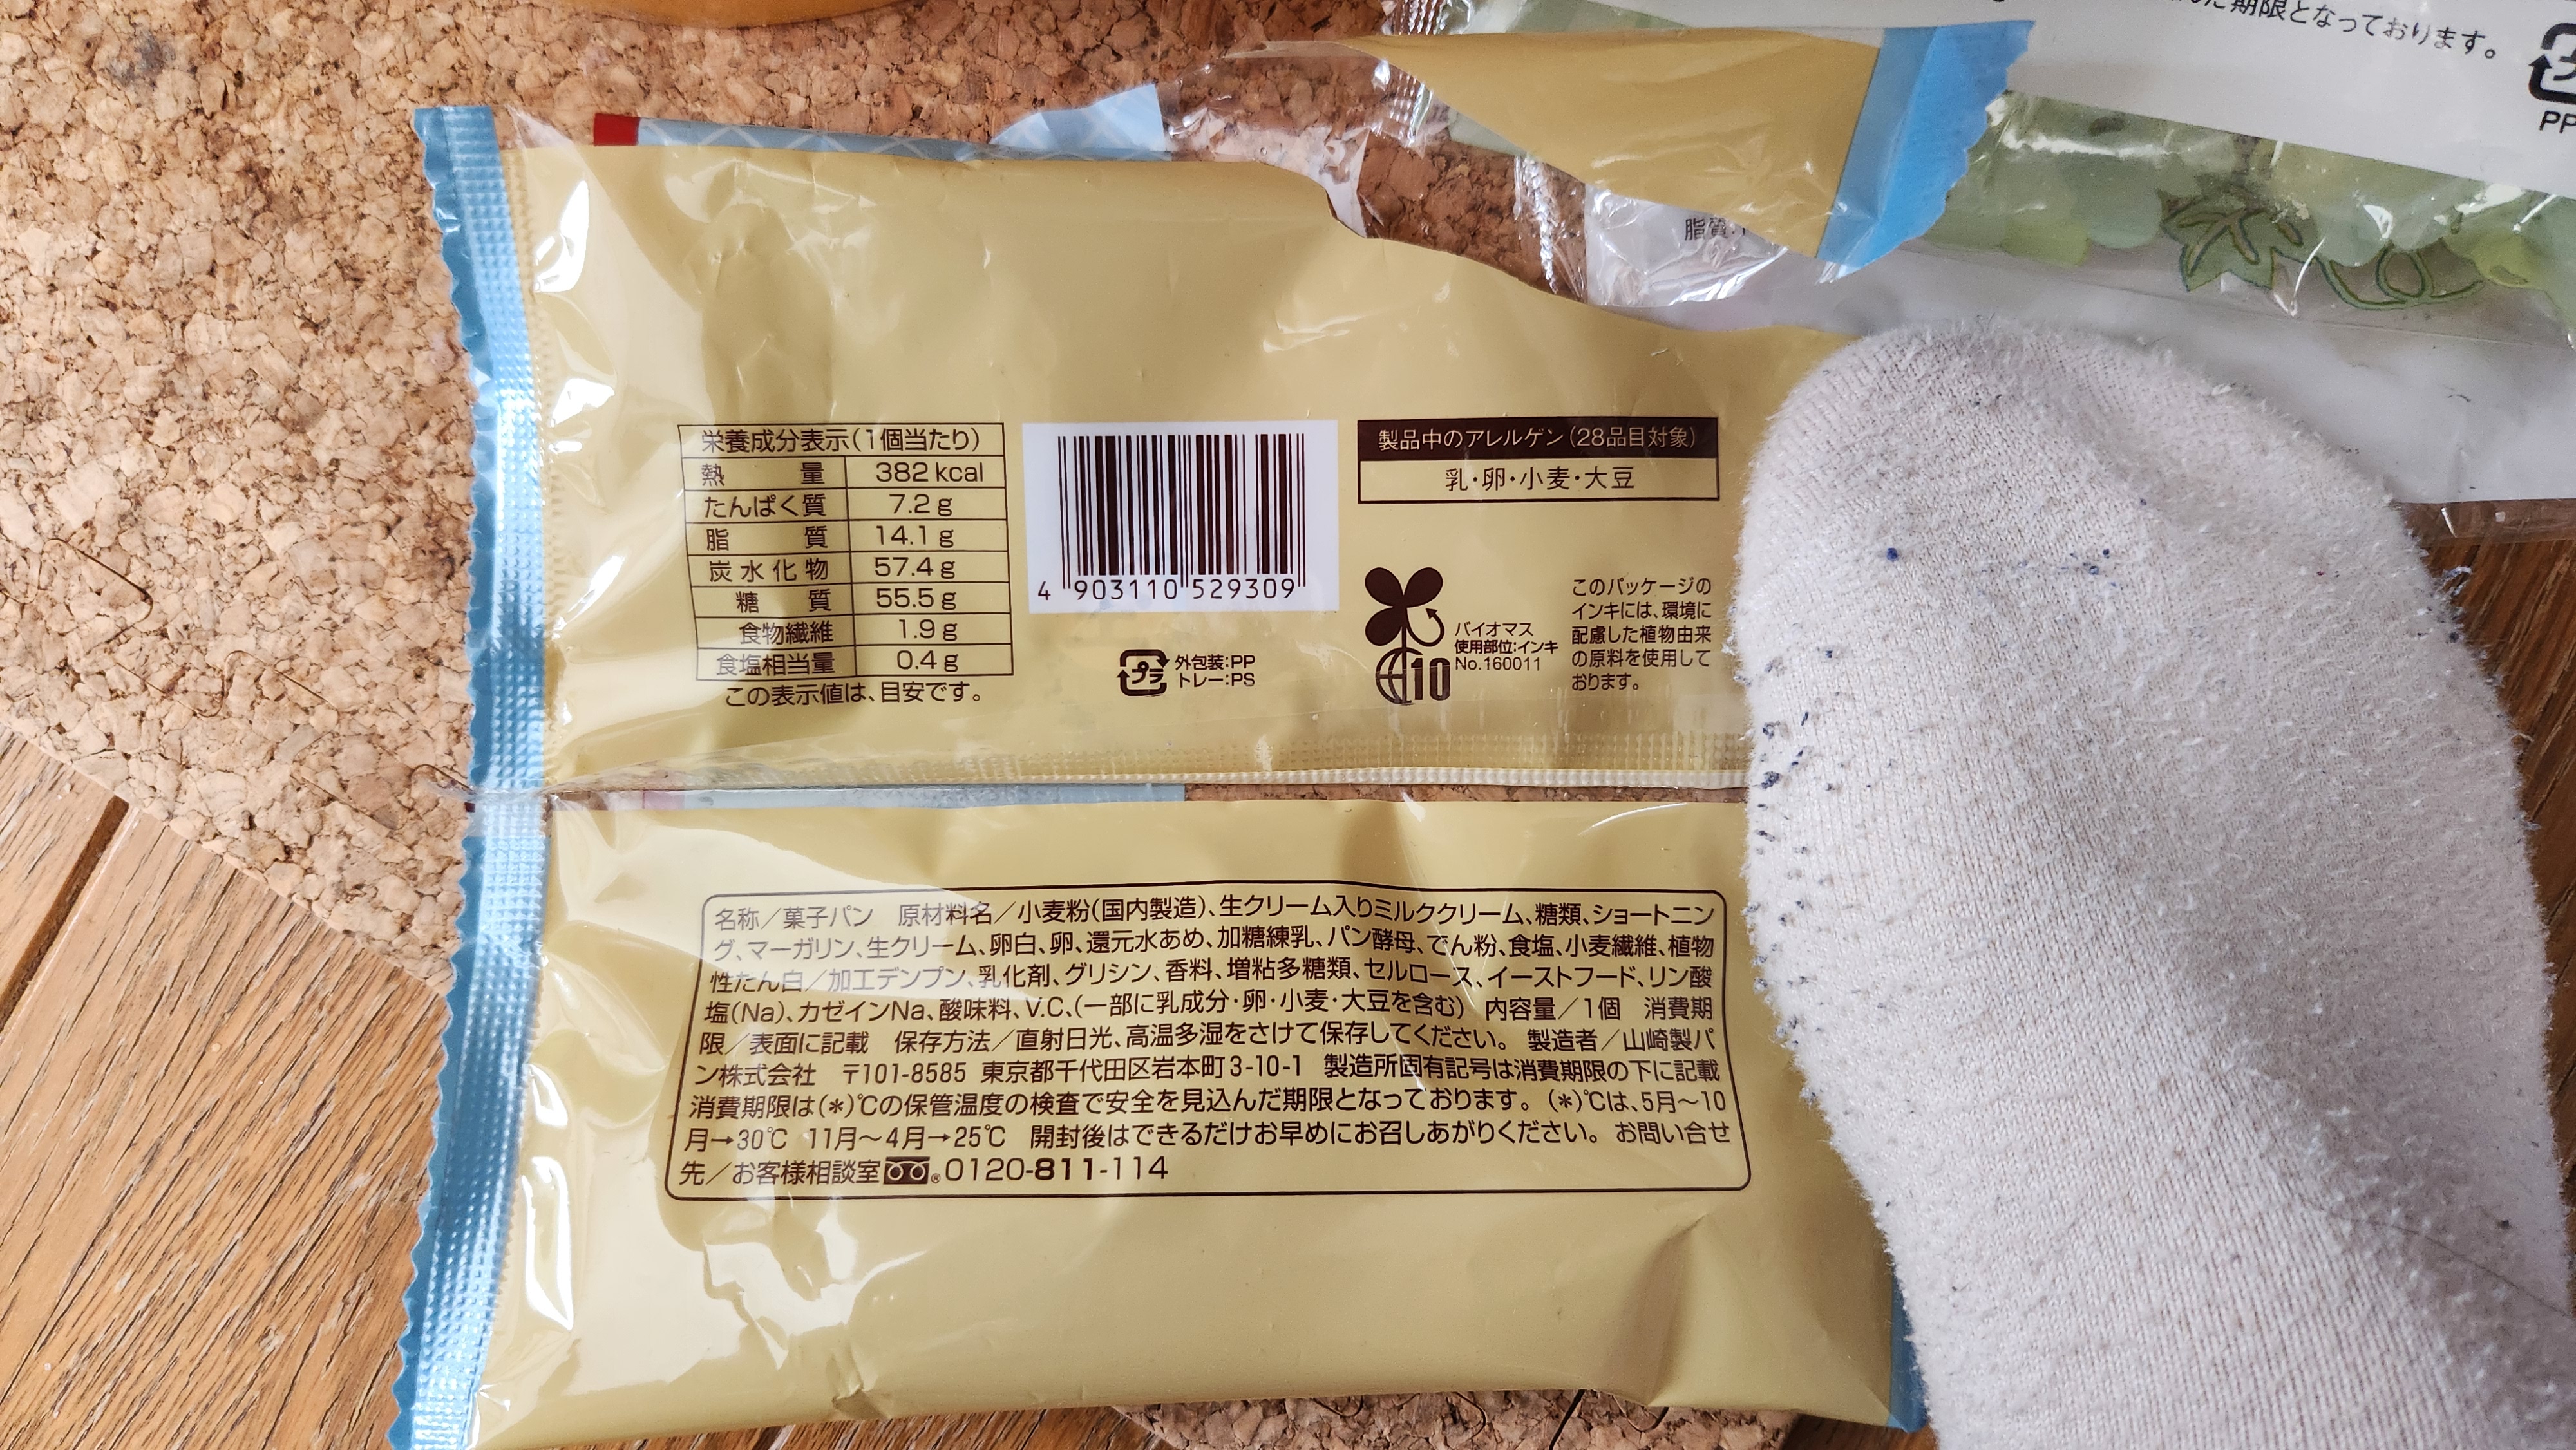 期限となっております。
PP
脂質
栄養成分表示(1個当たり)
熱量 382 kcal
たんぱく質 7.2 g
脂質 14.1 g
炭水化物 57.4 g
糖質 55.5 g
食物繊維 1.9 g
食塩相当量 0.4 g
この表示値は、目安です。
4 903110 529309
プラ
外包装:PP
トレー:PS
製品中のアレルゲン(28品目対象)
乳・卵・小麦・大豆
10
バイオマス
使用部位:インキ
No.160011
このパッケージの
インキには、環境に
配慮した植物由来
の原料を使用して
おります。
名称/菓子パン 原材料名/小麦粉(国内製造)、生クリーム入りミルククリーム、糖類、ショートニン
グ、マーガリン、生クリーム、卵白、卵、還元水あめ、加糖練乳、パン酵母、でん粉、食塩、小麦繊維、植物
性たん白/加工デンプン、乳化剤、グリシン、香料、増粘多糖類、セルロース、イーストフード、リン酸
塩(Na)、カゼインNa、酸味料、V.C、(一部に乳成分・卵・小麦・大豆を含む) 内容量/1個 消費期
限/表面に記載 保存方法/直射日光、高温多湿をさけて保存してください。 製造者/山崎製パ
ン株式会社 〒101-8585 東京都千代田区岩本町3-10-1 製造所固有記号は消費期限の下に記載
消費期限は(*)℃の保管温度の検査で安全を見込んだ期限となっております。(*)℃は、5月～10
月→30℃ 11月～4月→25℃ 開封後はできるだけお早めにお召しあがりください。お問い合せ
先/お客様相談室 0120-811-114